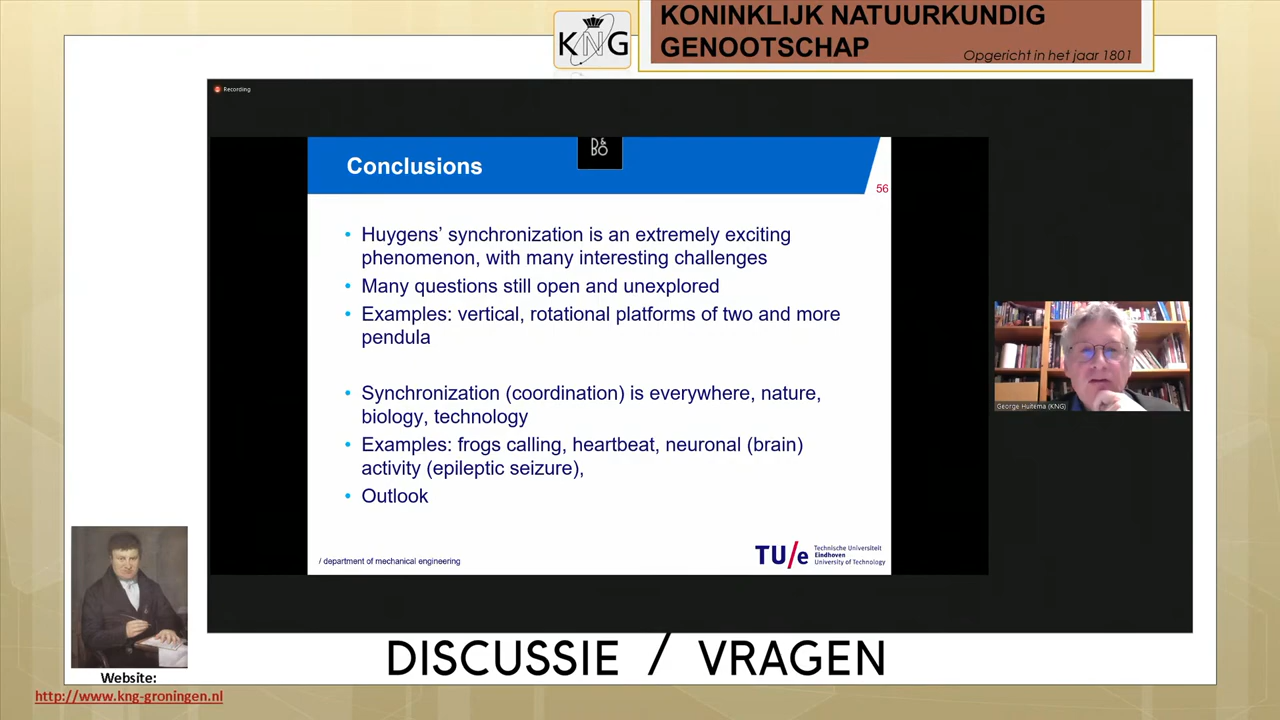 KONINKLIJK NATUURKUNDIG
GENOOTSCHAP
KNG
Opgericht in het jaar 1801
Recording
D&
BO
Conclusions
56
• Huygens’ synchronization is an extremely exciting
phenomenon, with many interesting challenges
• Many questions still open and unexplored
• Examples: vertical, rotational platforms of two and more
pendula
• Synchronization (coordination) is everywhere, nature,
biology, technology
• Examples: frogs calling, heartbeat, neuronal (brain)
activity (epileptic seizure),
• Outlook
/ department of mechanical engineering
TU/e
Technische Universiteit
Eindhoven
University of Technology
George Huitema (KNG)
DISCUSSIE / VRAGEN
Website:
http://www.kng-groningen.nl